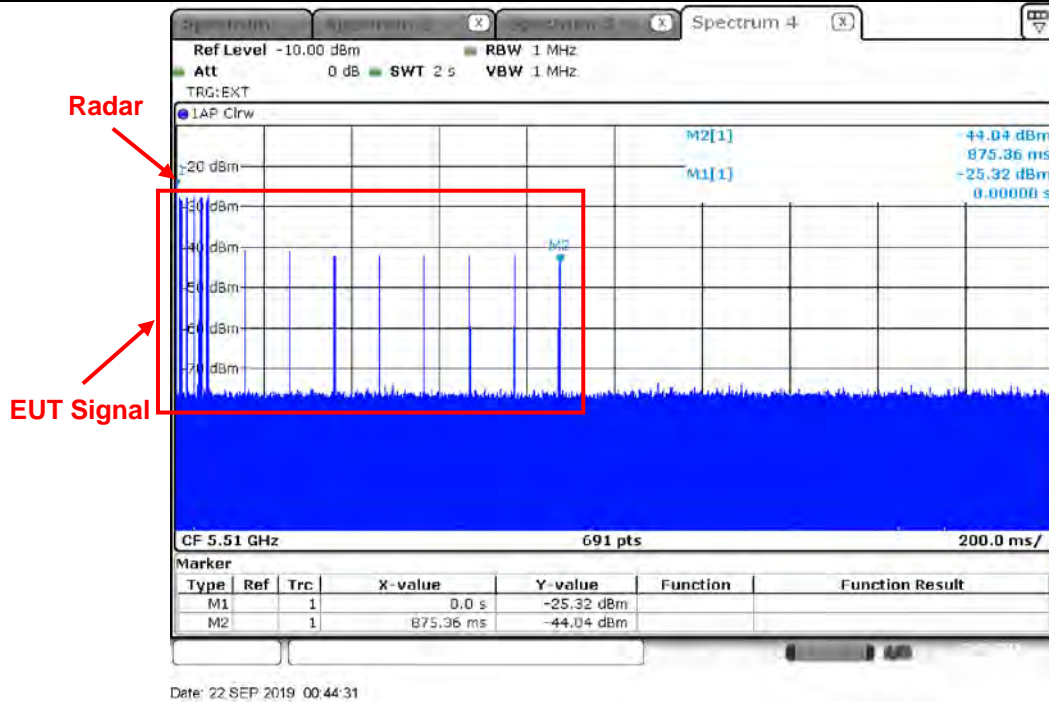 Spectrum 4
Ref Level -10.00 dBm RBW 1 MHz
Att 0 dB SWT 2 s VBW 1 MHz
TRG:EXT
1AP Clrw
Radar
M2[1] -44.04 dBm
875.36 ms
M1[1] -25.32 dBm
0.00000 s
-20 dBm
-30 dBm
-40 dBm
M2
-50 dBm
-60 dBm
-70 dBm
EUT Signal
CF 5.51 GHz 691 pts 200.0 ms/
Marker
Type Ref Trc X-value Y-value Function Function Result
M1 1 0.0 s -25.32 dBm
M2 1 875.36 ms -44.04 dBm
Date: 22 SEP 2019 00:44:31